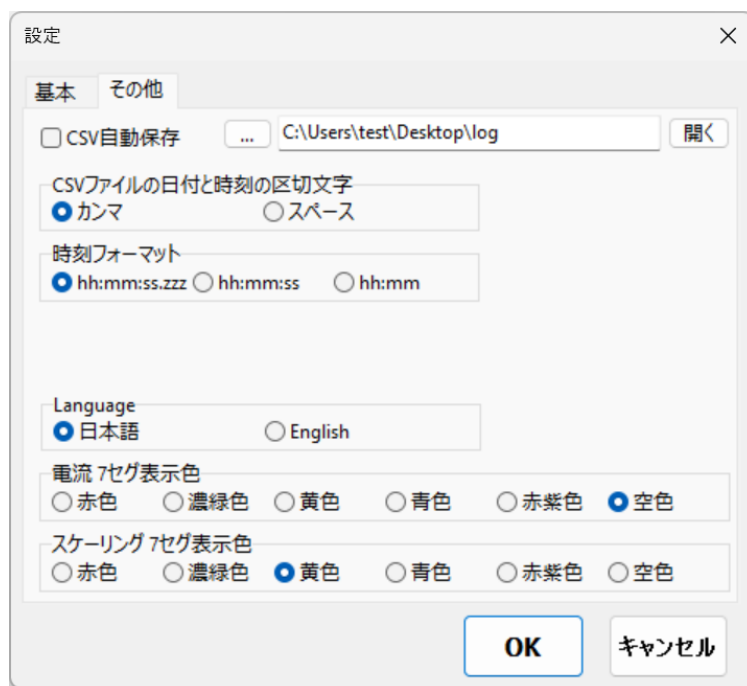 設定
基本 その他
CSV自動保存 ... C:\Users\test\Desktop\log 開く
CSVファイルの日付と時刻の区切文字
カンマ スペース
時刻フォーマット
hh:mm:ss.zzz hh:mm:ss hh:mm
Language
日本語 English
電流 7セグ表示色
赤色 濃緑色 黄色 青色 赤紫色 空色
スケーリング 7セグ表示色
赤色 濃緑色 黄色 青色 赤紫色 空色
OK キャンセル